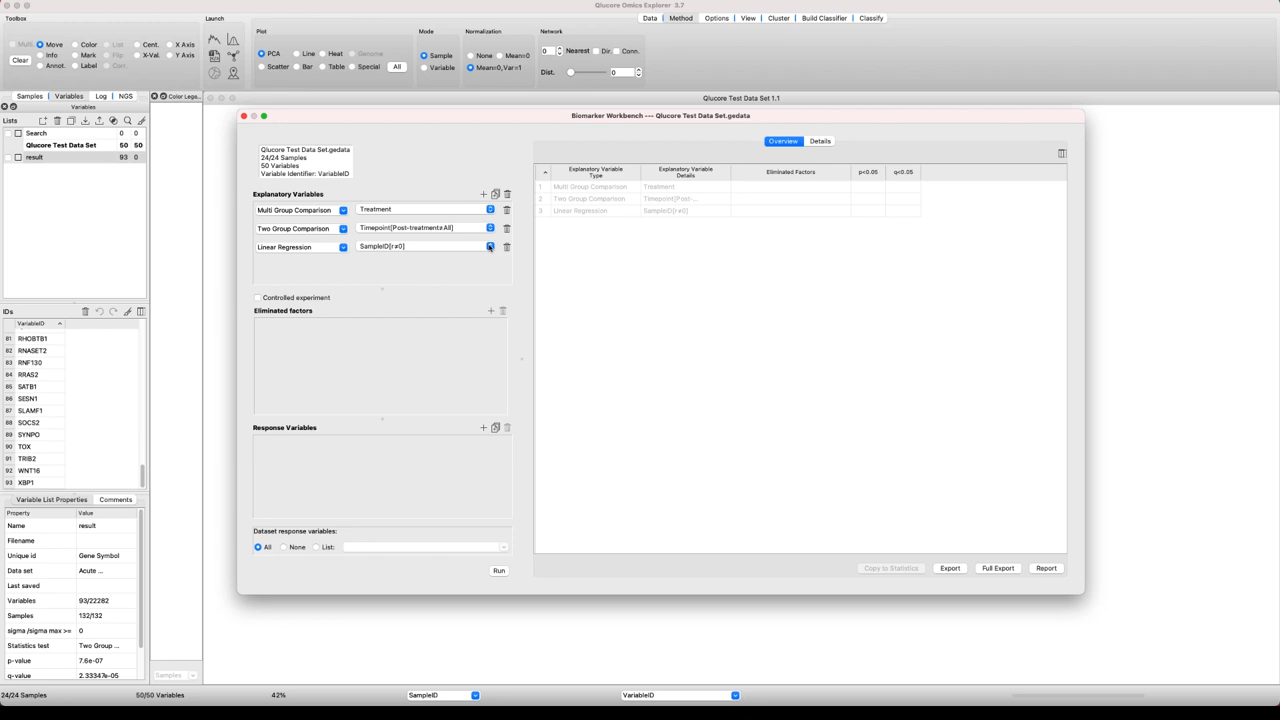 Qlucore Omics Explorer 3.7
Toolbox
Launch
Data Method Options View Cluster Build Classifier Classify
Plot
Mode
Normalization
Network
Multi Move Color List Cent. X Axis
Info Mark Flip X-Val. Y Axis
Annot. Label Cort
Clear
PCA Line Heat Genome
Scatter Bar Table Special All
Sample
Variable
None Mean=0
Mean=0,Var=1
0 Nearest Dir. Conn.
Dist. 0
Samples Variables Log NGS
Color Lege...
Qlucore Test Data Set 1.1
Variables
Lists
Search 0 0
Qlucore Test Data Set 50 50
result 93 0
IDs
VariableID
81 RHOBTB1
82 RNASET2
83 RNF130
84 RRAS2
85 SATB1
86 SESN1
87 SLAMF1
88 SOCS2
89 SYNPO
90 TOX
91 TRIB2
92 WNT16
93 XBP1
Variable List Properties Comments
Property Value
Name result
Filename
Unique id Gene Symbol
Data set Acute ...
Last saved
Variables 93/22282
Samples 132/132
sigma /sigma max >= 0
Statistics test Two Group ...
p-value 7.6e-07
q-value 2.33347e-05
Samples
Biomarker Workbench --- Qlucore Test Data Set.gedata
Qlucore Test Data Set.gedata
24/24 Samples
50 Variables
Variable Identifier: VariableID
Explanatory Variables
Multi Group Comparison Treatment
Two Group Comparison Timepoint[Post-treatment≠All]
Linear Regression SampleID[r≠0]
Controlled experiment
Eliminated factors
Response Variables
Dataset response variables:
All None List:
Run
Overview Details
Explanatory Variable Type Explanatory Variable Details Eliminated Factors p<0.05 q<0.05
1 Multi Group Comparison Treatment
2 Two Group Comparison Timepoint[Post-...
3 Linear Regression SampleID[r≠0]
Copy to Statistics Export Full Export Report
24/24 Samples 50/50 Variables 42% SampleID VariableID